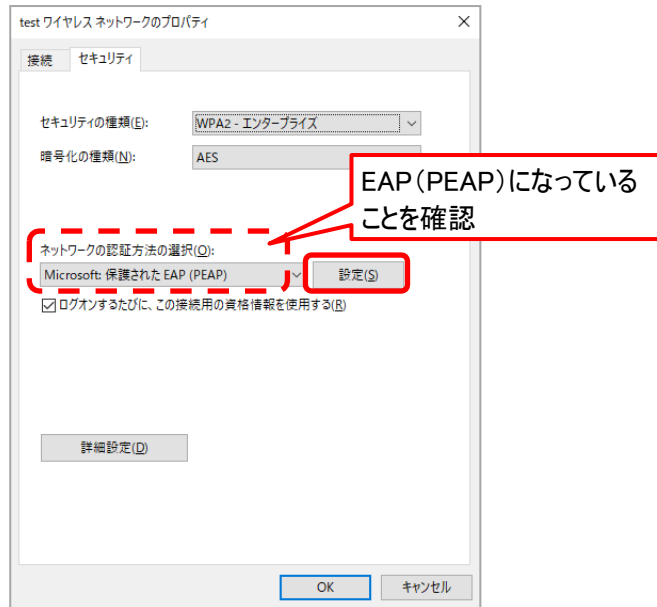 test ワイヤレス ネットワークのプロパティ
接続 セキュリティ
セキュリティの種類(E): WPA2 - エンタープライズ
暗号化の種類(N): AES
EAP(PEAP)になっている
ことを確認
ネットワークの認証方法の選択(O):
Microsoft: 保護された EAP (PEAP) 設定(S)
ログオンするたびに、この接続用の資格情報を使用する(R)
詳細設定(D)
OK キャンセル